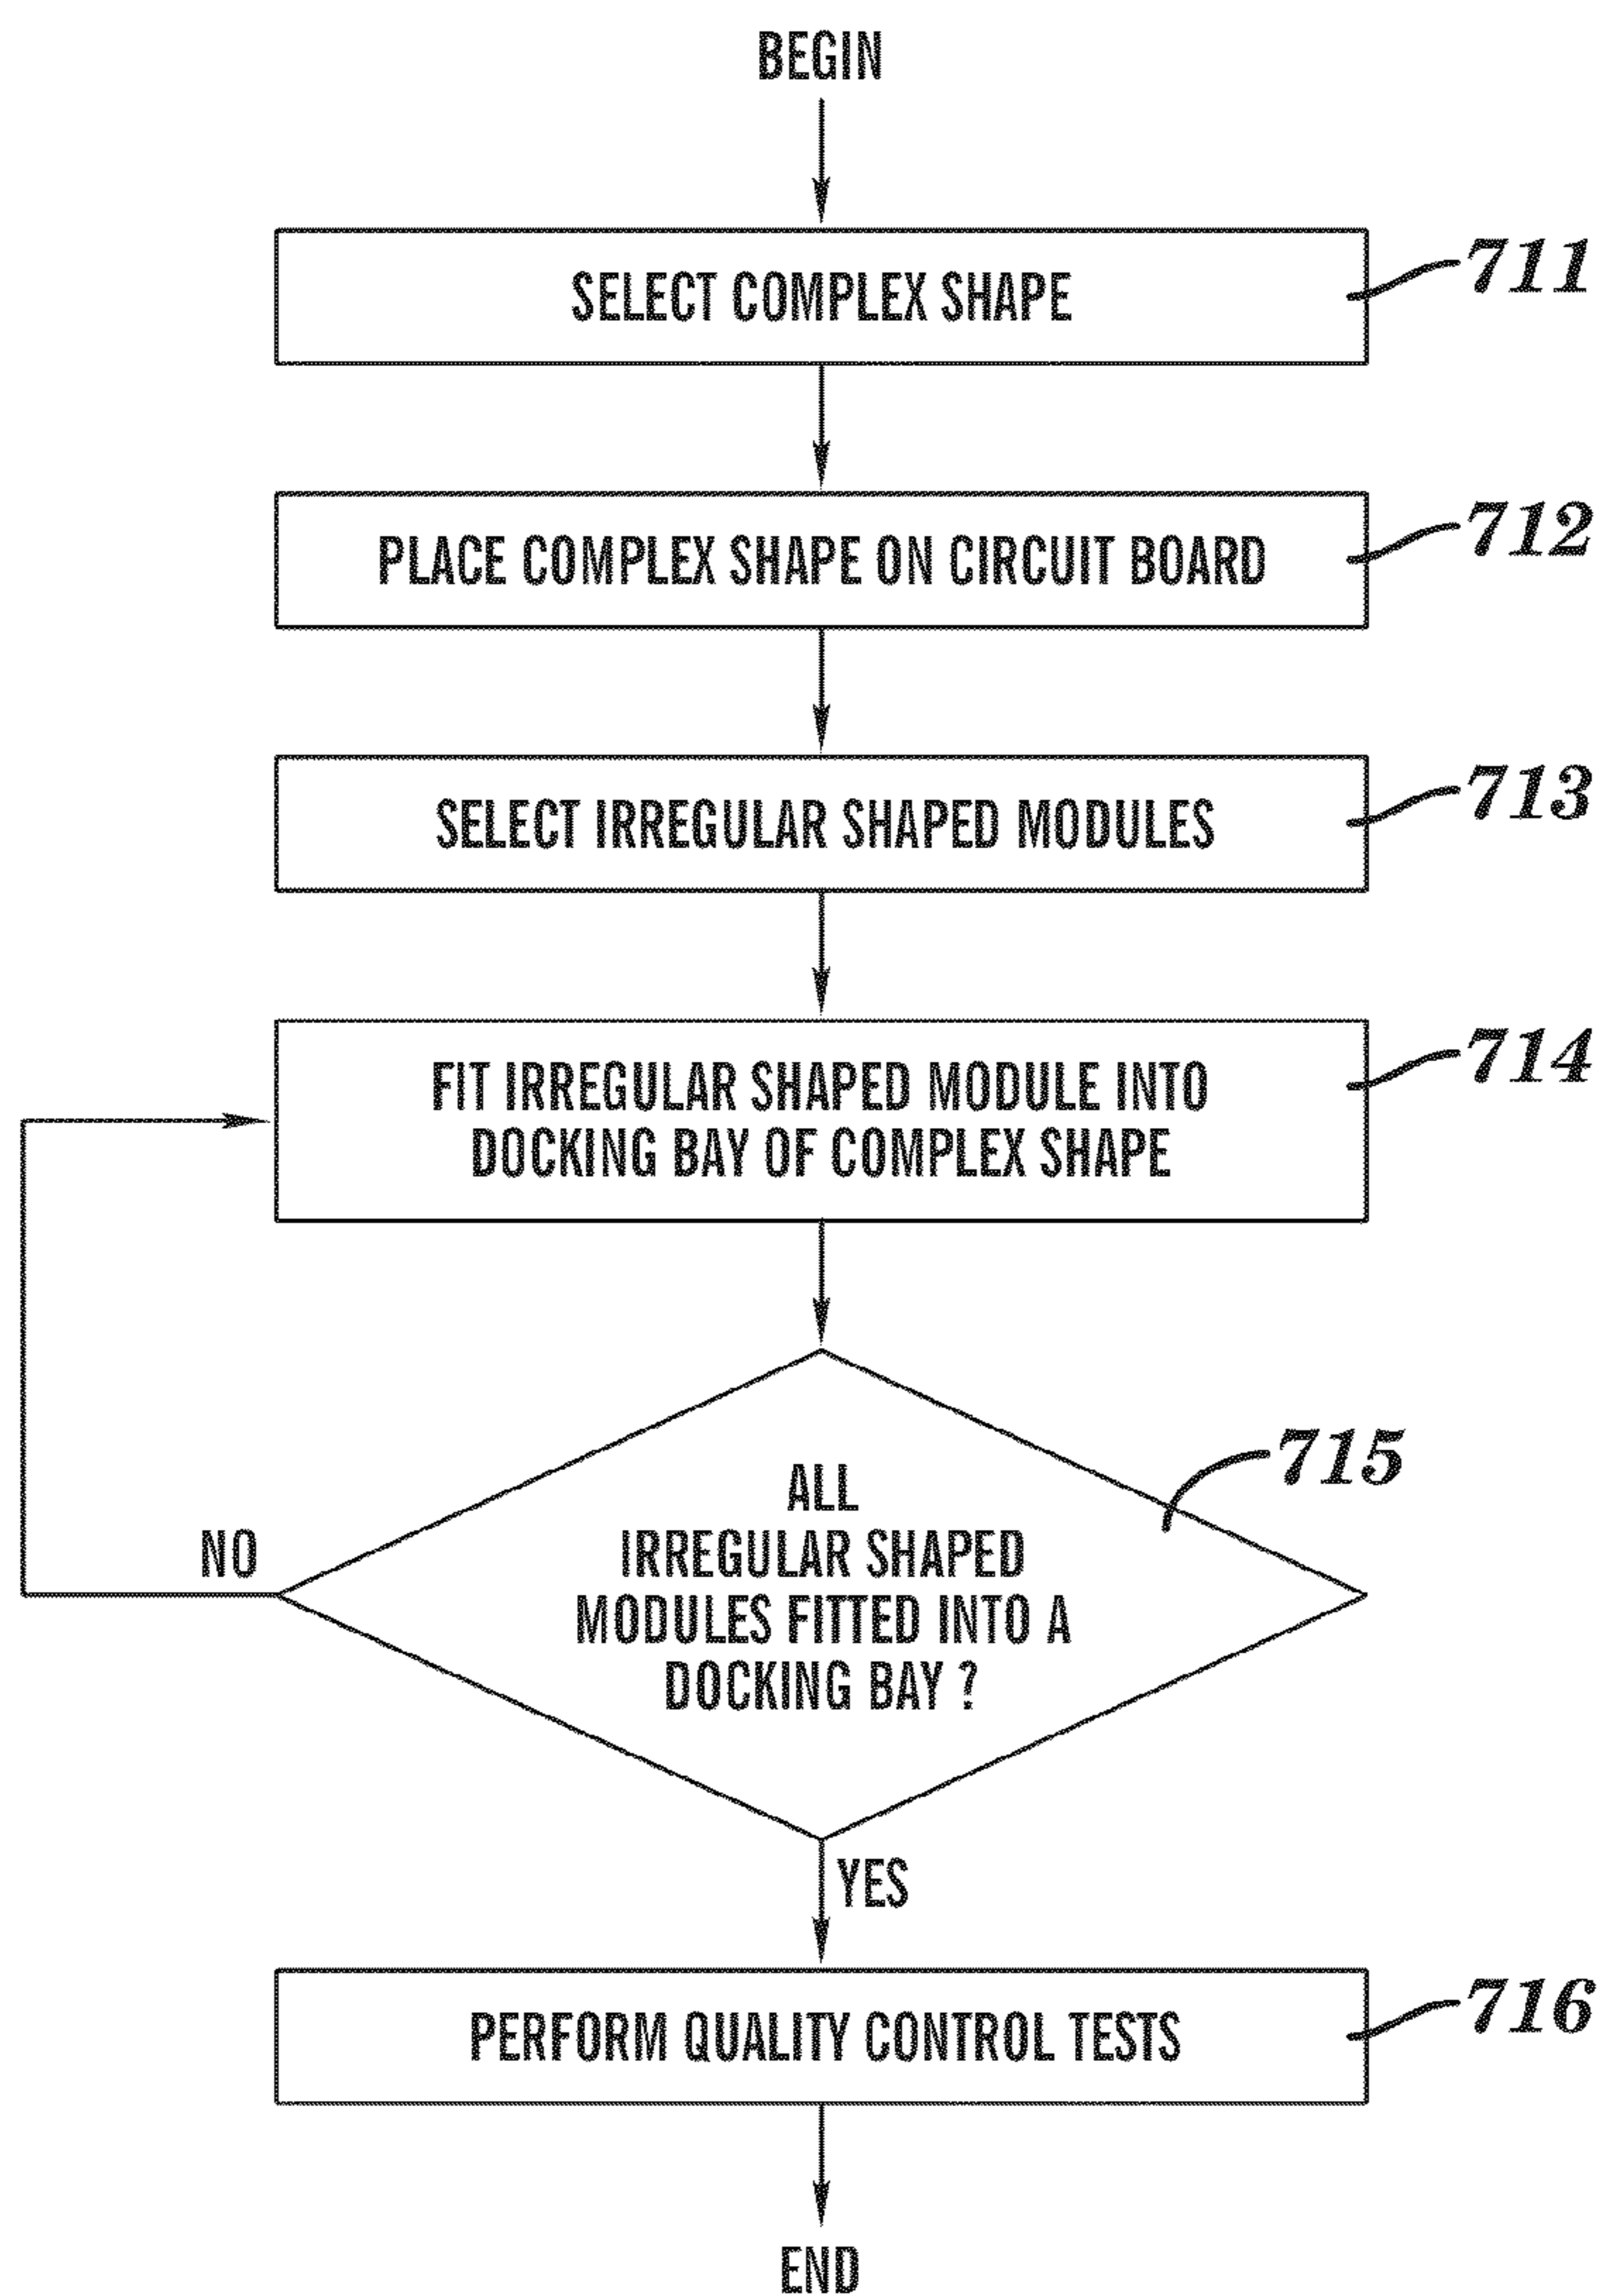 BEGIN
SELECT COMPLEX SHAPE
711
PLACE COMPLEX SHAPE ON CIRCUIT BOARD
712
SELECT IRREGULAR SHAPED MODULES
713
FIT IRREGULAR SHAPED MODULE INTO
DOCKING BAY OF COMPLEX SHAPE
714
ALL
IRREGULAR SHAPED
MODULES FITTED INTO A
DOCKING BAY ?
715
NO
YES
PERFORM QUALITY CONTROL TESTS
716
END